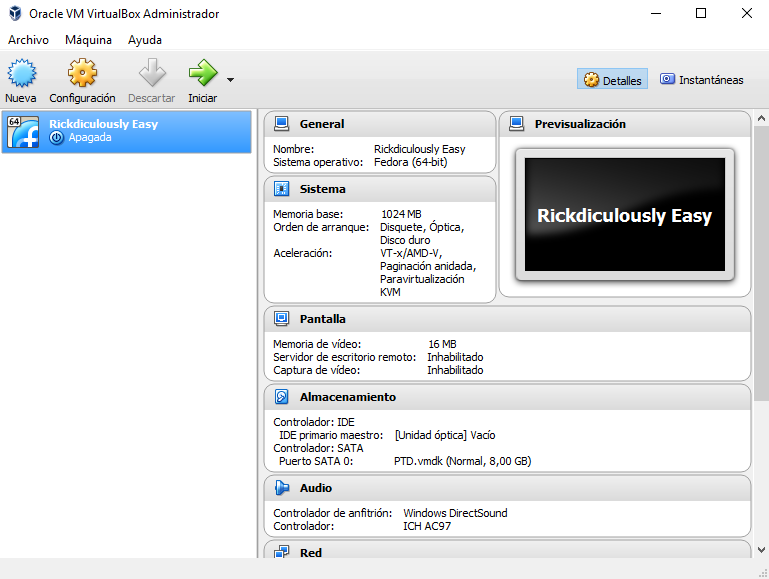 Oracle VM VirtualBox Administrador
Archivo Máquina Ayuda
Nueva Configuración Descartar Iniciar
Detalles Instantáneas
64
Rickdiculously Easy
Apagada
General
Nombre: Rickdiculously Easy
Sistema operativo: Fedora (64-bit)
Sistema
Memoria base: 1024 MB
Orden de arranque: Disquete, Óptica,
Disco duro
Aceleración: VT-x/AMD-V,
Paginación anidada,
Paravirtualización
KVM
Previsualización
Rickdiculously Easy
Pantalla
Memoria de vídeo: 16 MB
Servidor de escritorio remoto: Inhabilitado
Captura de vídeo: Inhabilitado
Almacenamiento
Controlador: IDE
IDE primario maestro: [Unidad óptica] Vacío
Controlador: SATA
Puerto SATA 0: PTD.vmdk (Normal, 8,00 GB)
Audio
Controlador de anfitrión: Windows DirectSound
Controlador: ICH AC97
Red